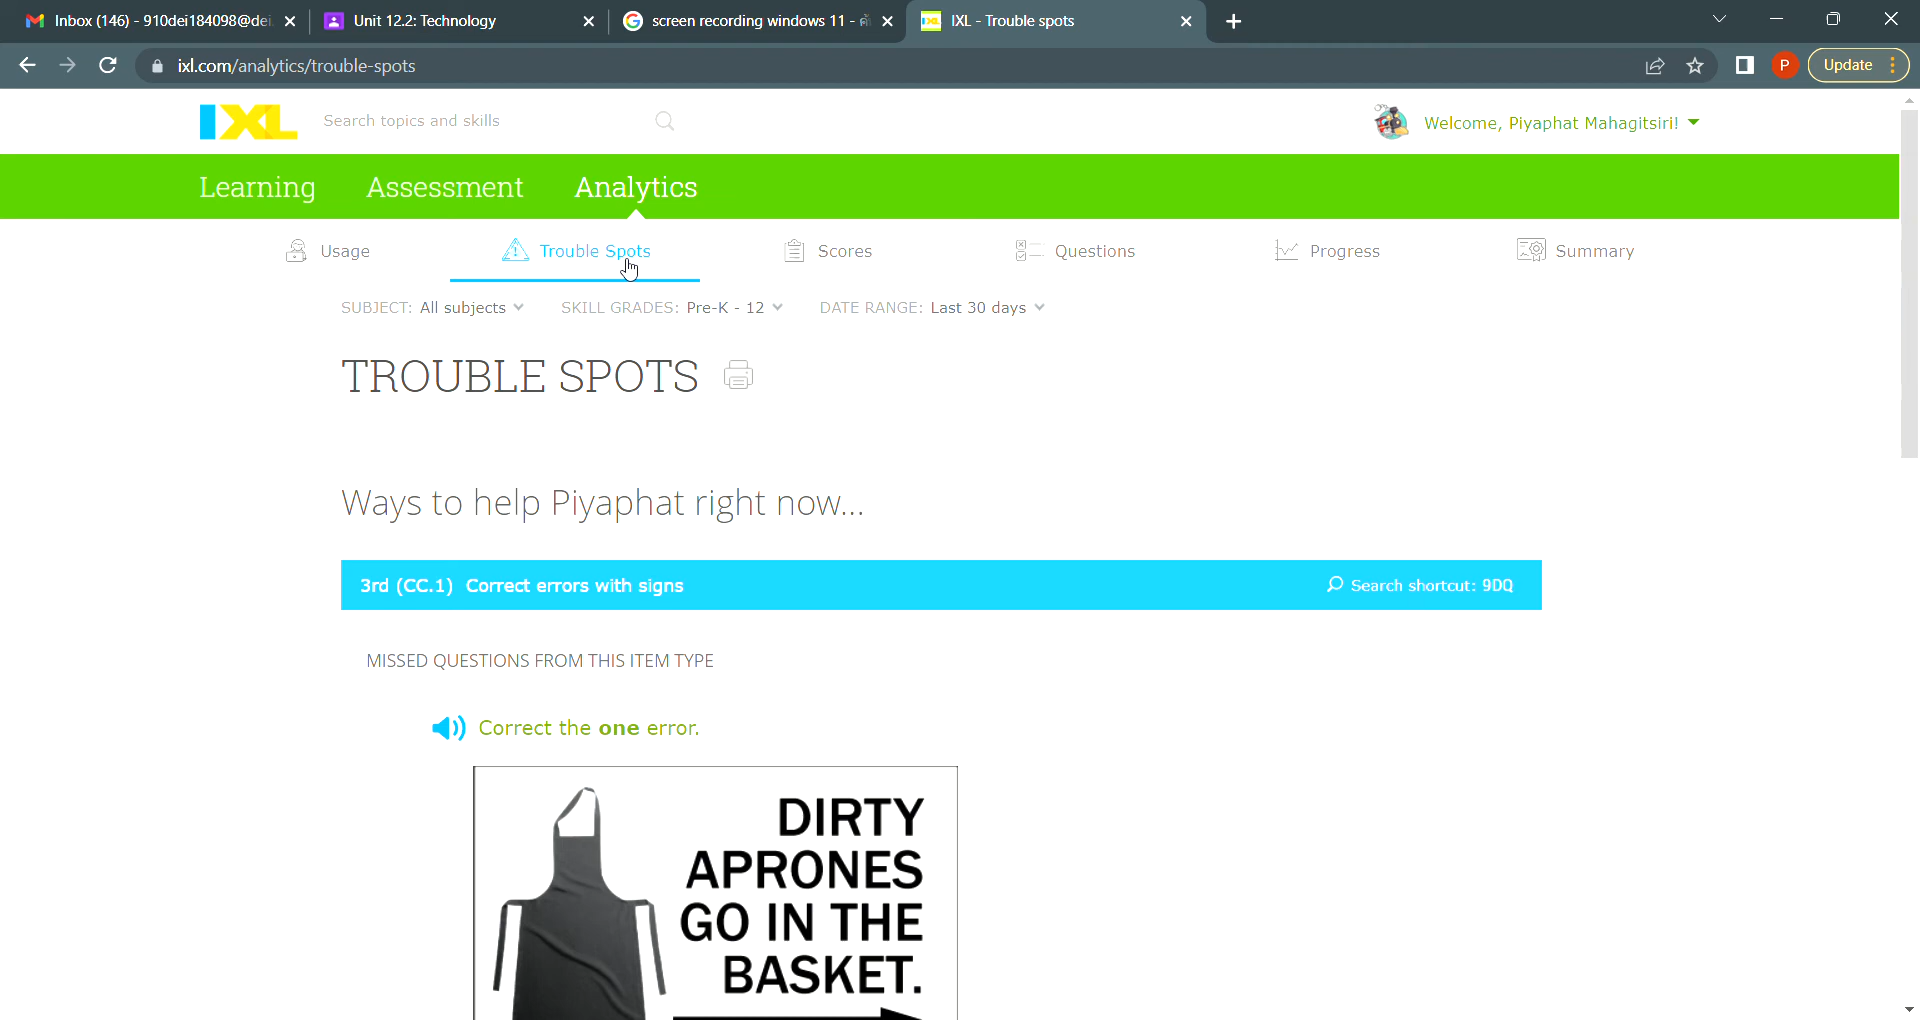 Inbox (146) - 910dei184098@dei
Unit 12.2: Technology
screen recording windows 11 - ค้
IXL - Trouble spots
ixl.com/analytics/trouble-spots
P
Update
IXL
Search topics and skills
Welcome, Piyaphat Mahagitsiri!
Learning
Assessment
Analytics
Usage
Trouble Spots
Scores
Questions
Progress
Summary
SUBJECT: All subjects
SKILL GRADES: Pre-K - 12
DATE RANGE: Last 30 days
TROUBLE SPOTS
Ways to help Piyaphat right now...
3rd (CC.1) Correct errors with signs
Search shortcut: 9DQ
MISSED QUESTIONS FROM THIS ITEM TYPE
Correct the one error.
DIRTY
APRONES
GO IN THE
BASKET.